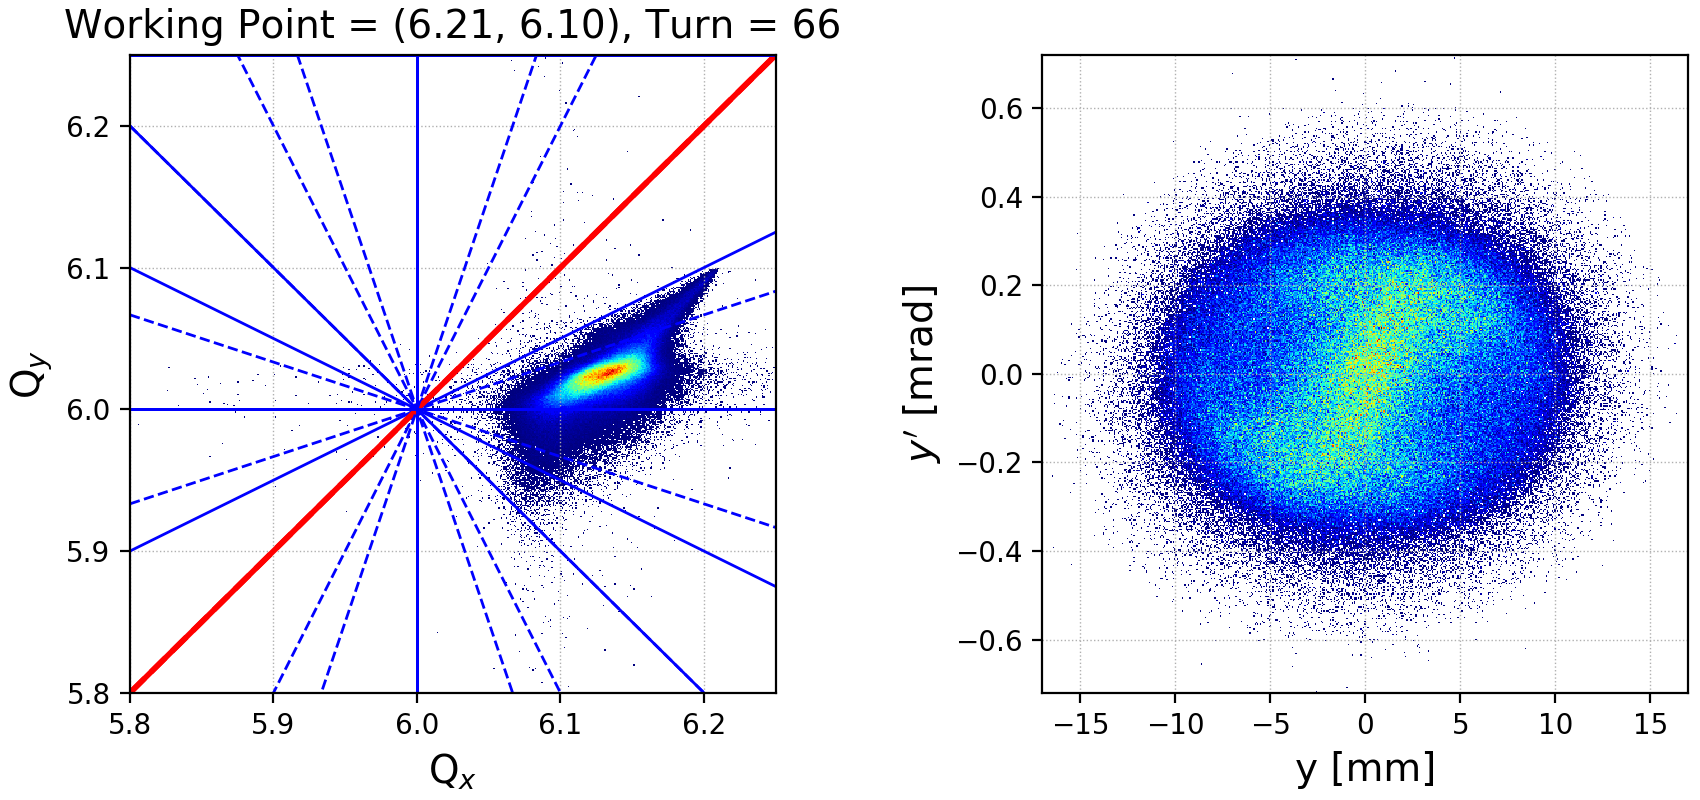 Working Point = (6.21, 6.10), Turn = 66
6.2
6.1
6.0
5.9
5.8
Q_y
5.8 5.9 6.0 6.1 6.2
Q_x
0.6
0.4
0.2
0.0
−0.2
−0.4
−0.6
y′ [mrad]
−15 −10 −5 0 5 10 15
y [mm]